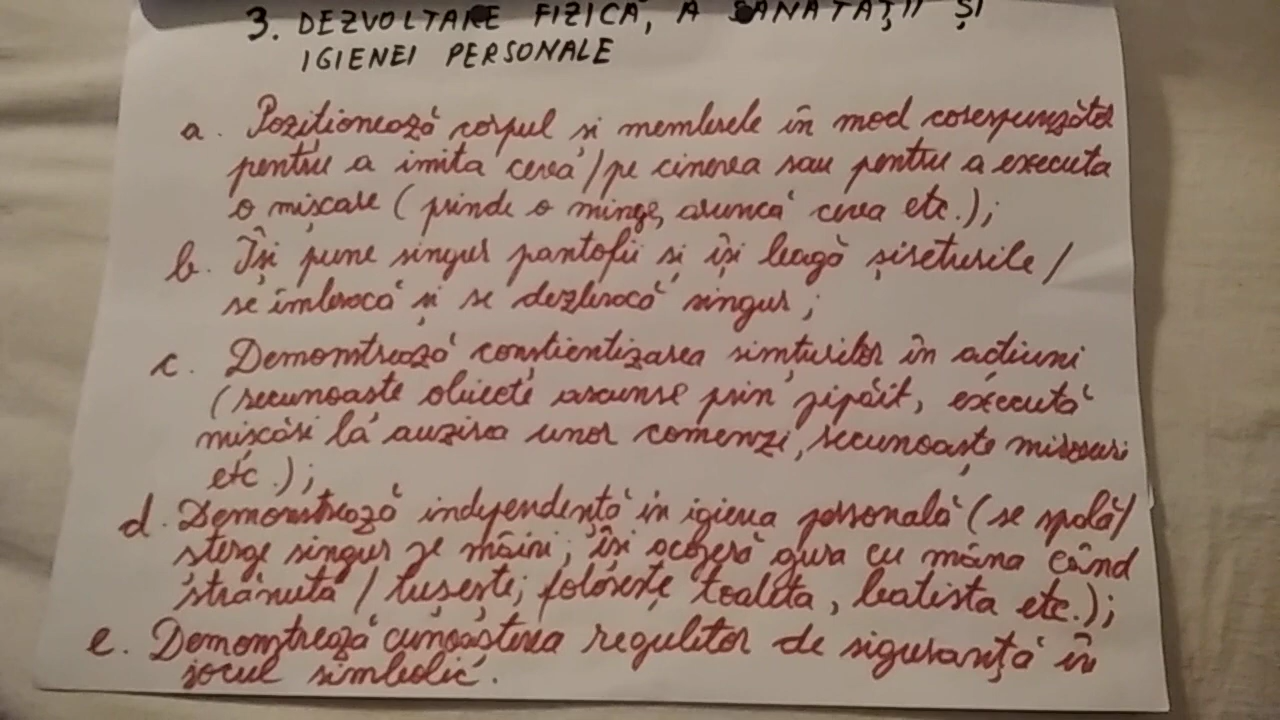 3. DEZVOLTARE FIZICĂ, A SĂNĂTAȚII ȘI
IGIENEI PERSONALE
a. Poziționează corpul și membrele în mod corespunzător
pentru a imita ceva/pe cineva sau pentru a executa
o mișcare (prinde o minge, aruncă ceva etc.);
b. Își pune singur pantofii și își leagă șireturile/
se îmbrocă și se dezbrocă singur;
c. Demonstrează conștientizarea simțurilor în acțiuni
(recunoaște obiecte ascunse prin pipăit, execută
mișcări la auzirea unor comenzi, recunoaște mirosuri
etc.);
d. Demonstrează independență în igiena personală (se spală/
șterge singur pe mâini; își acoperă gura cu mâna când
strănută / tușește; folosește toaleta, batista etc.);
e. Demonstrează cunoașterea regulilor de siguranță în
jocul simbolic.